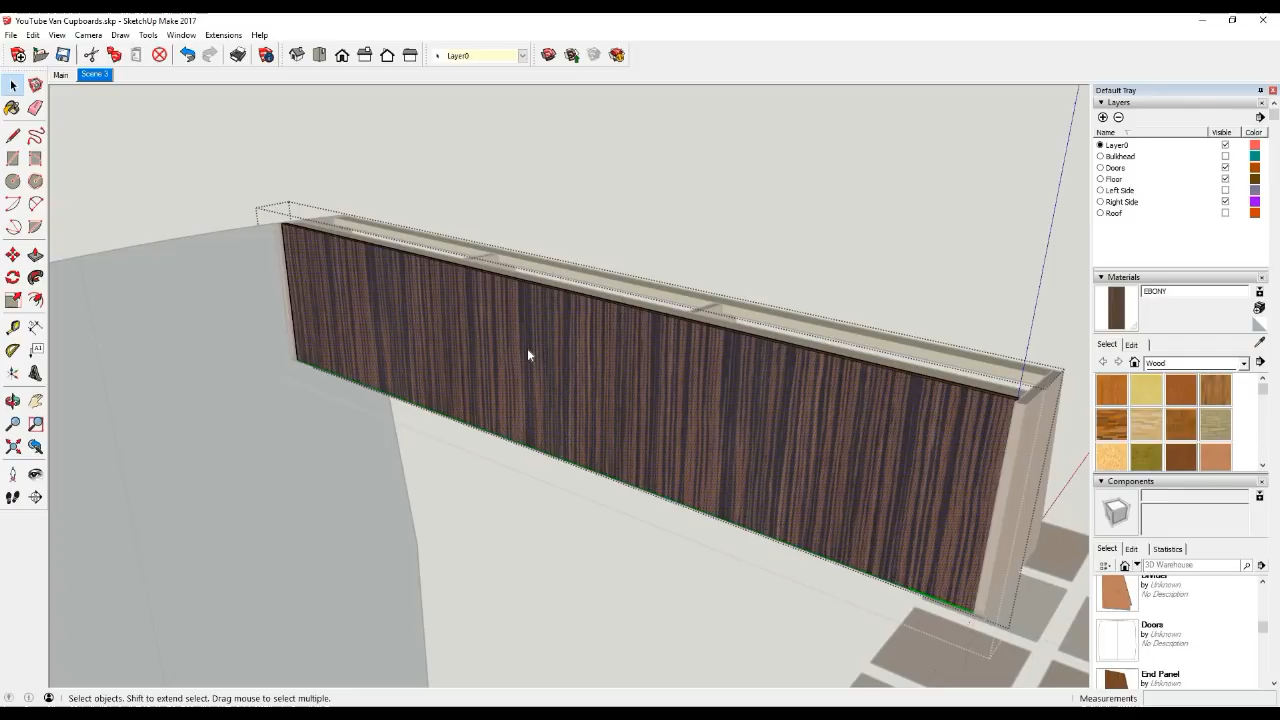 YouTube Van Cupboards.skp - SketchUp Make 2017
File Edit View Camera Draw Tools Window Extensions Help
Layer0
Main Scene 3
Default Tray
Layers
Name Visible Color
Layer0
Bulkhead
Doors
Floor
Left Side
Right Side
Roof
Materials
EBONY
Select Edit
Wood
Components
Select Edit Statistics
3D Warehouse
Divider
by Unknown
No Description
Doors
by Unknown
No Description
End Panel
by Unknown
Select objects. Shift to extend select. Drag mouse to select multiple.
Measurements